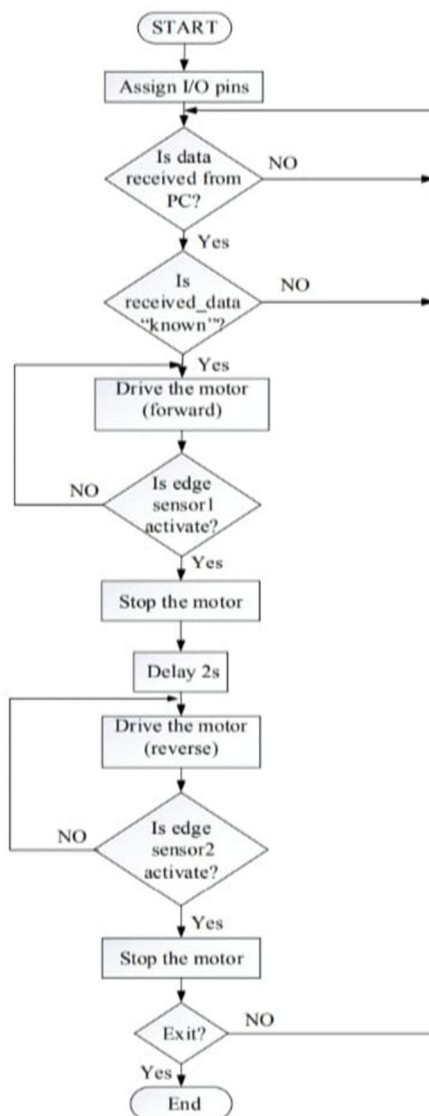 START
Assign I/O pins
Is data
received from
PC?
NO
Yes
Is
received_data
“known”?
NO
Yes
Drive the motor
(forward)
Is edge
sensor1
activate?
NO
Yes
Stop the motor
Delay 2s
Drive the motor
(reverse)
Is edge
sensor2
activate?
NO
Yes
Stop the motor
Exit?
NO
Yes
End